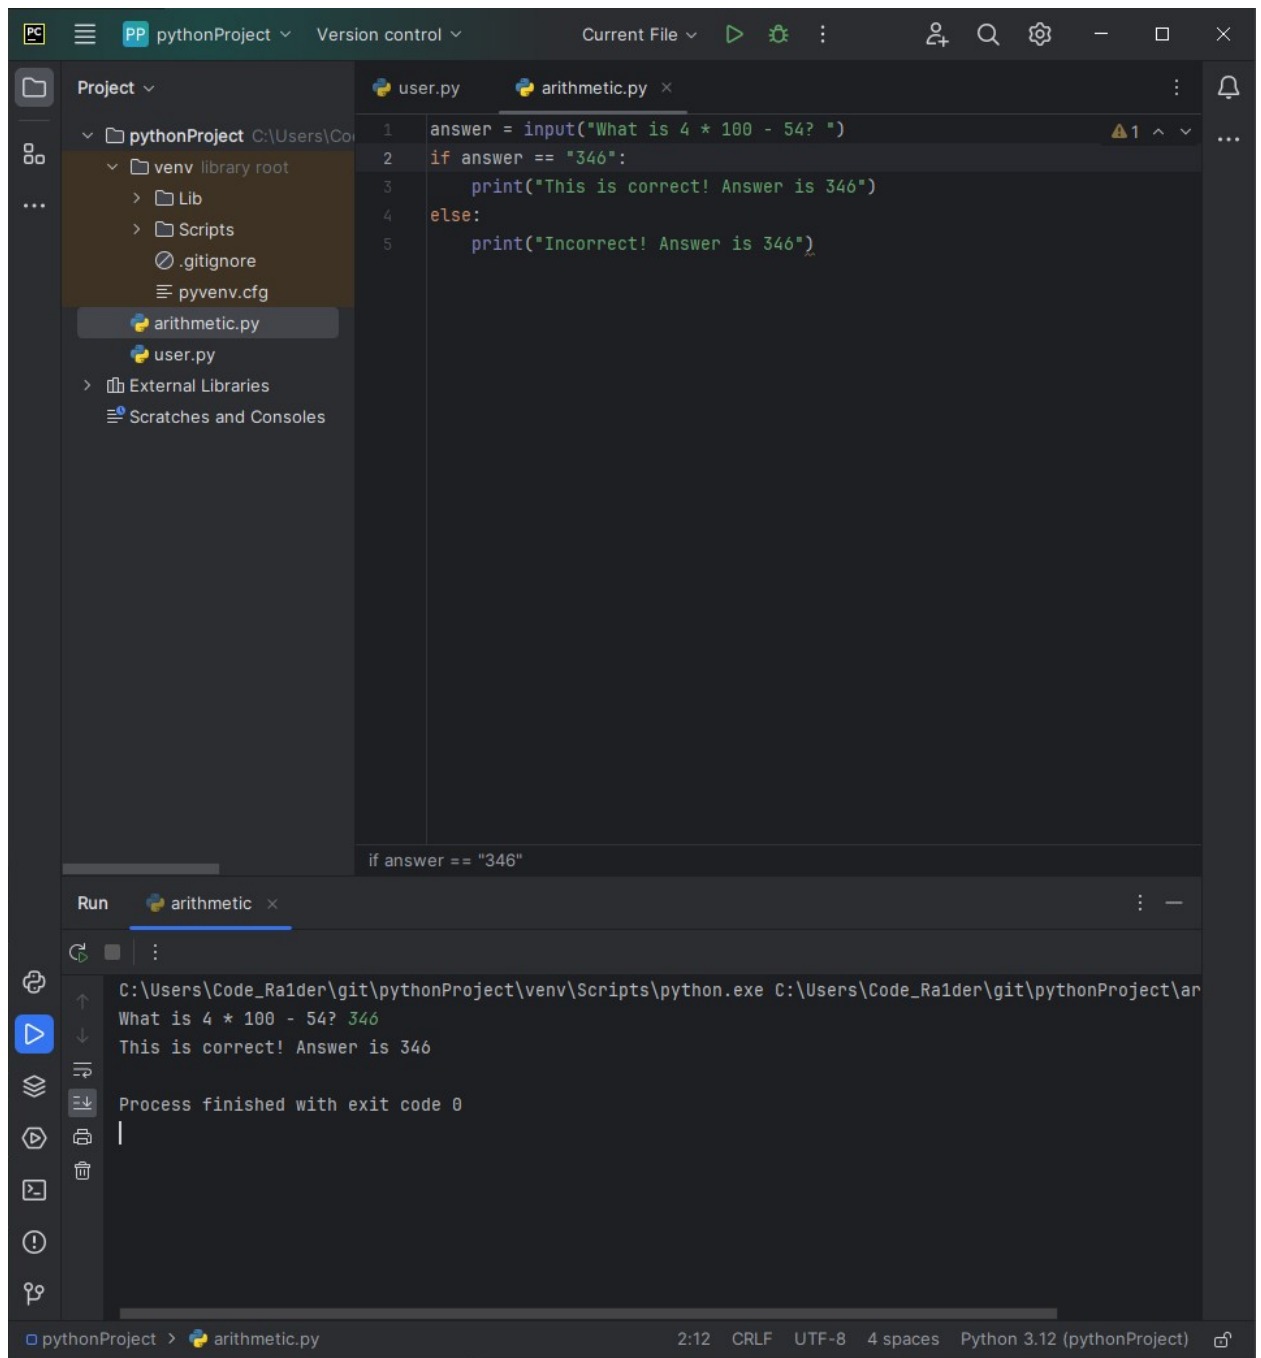 PC PP pythonProject Version control Current File
Project
user.py arithmetic.py
pythonProject C:\Users\Co
venv library root
Lib
Scripts
.gitignore
pyvenv.cfg
arithmetic.py
user.py
External Libraries
Scratches and Consoles
1 answer = input("What is 4 * 100 - 54? ")
1
2 if answer == "346":
3 print("This is correct! Answer is 346")
4 else:
5 print("Incorrect! Answer is 346")
if answer == "346"
Run arithmetic
C:\Users\Code_Ra1der\git\pythonProject\venv\Scripts\python.exe C:\Users\Code_Ra1der\git\pythonProject\ar
What is 4 * 100 - 54? 346
This is correct! Answer is 346
Process finished with exit code 0
pythonProject > arithmetic.py 2:12 CRLF UTF-8 4 spaces Python 3.12 (pythonProject)